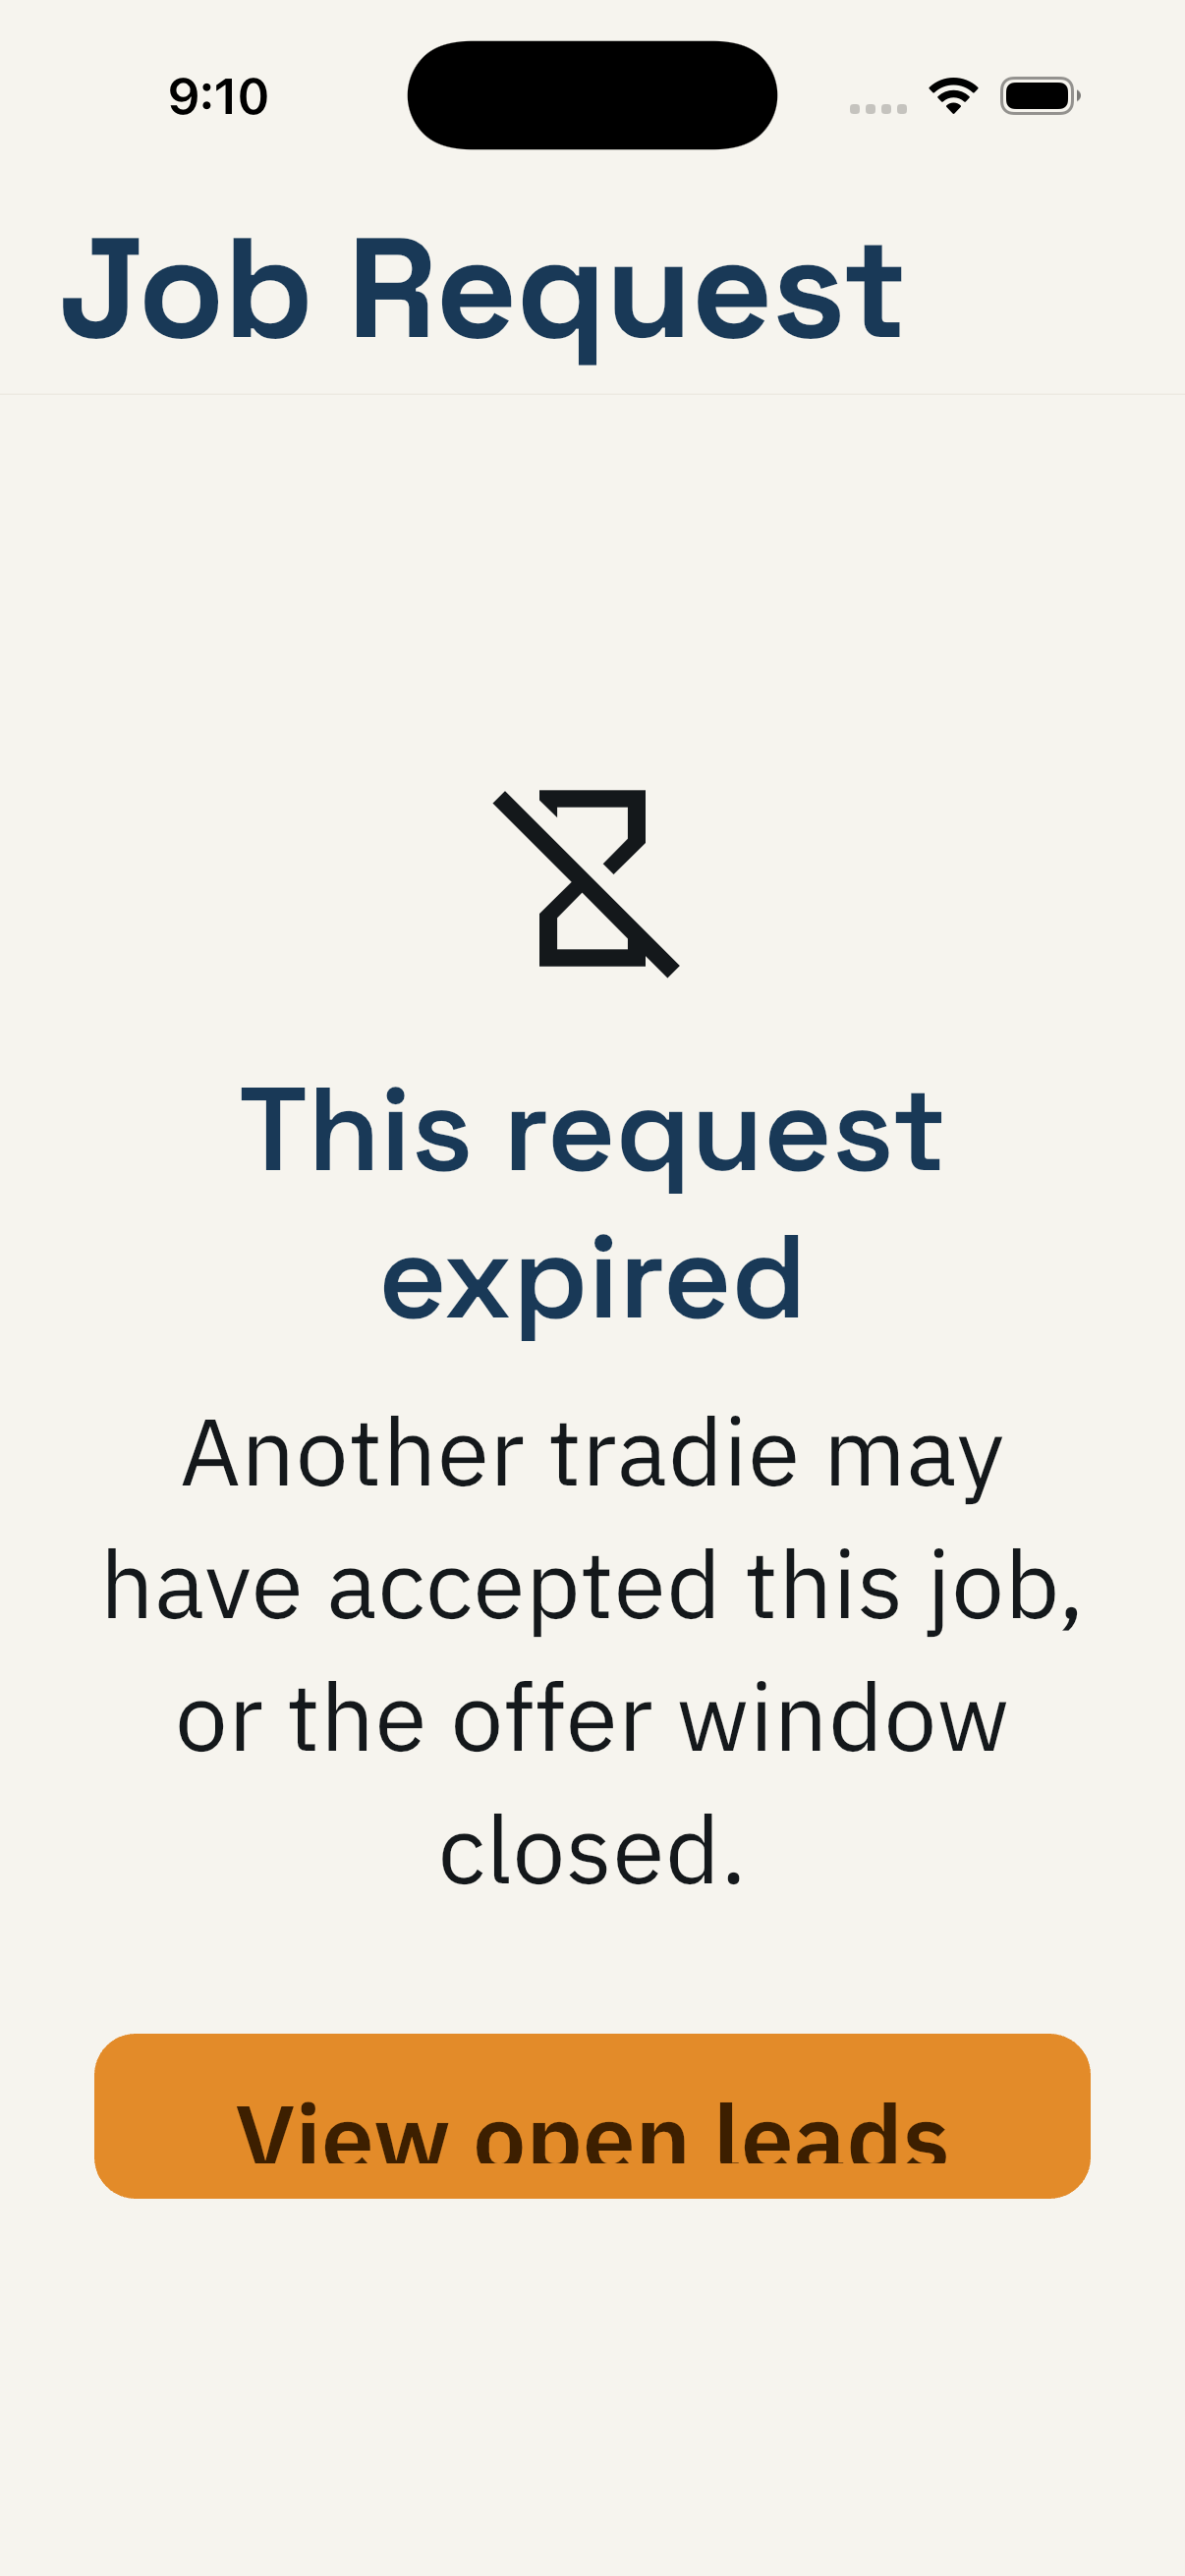 9:10
Job Request
This request
expired
Another tradie may
have accepted this job,
or the offer window
closed.
View open leads